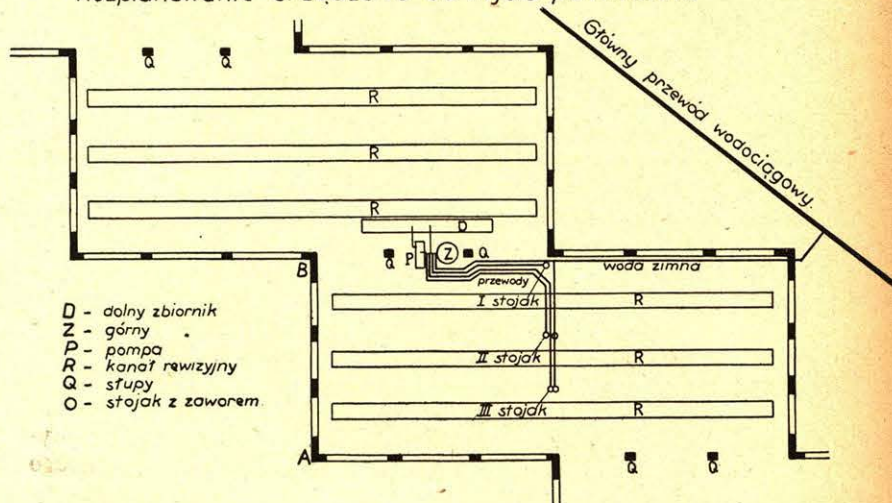 Główny przewód wodociągowy.
Q Q
R
R
R
D
Q P Z Q
B
przewody
woda zimna
I stojak
R
II stojak
R
III stojak
R
A
Q Q
D - dolny zbiornik
Z - górny
P - pompa
R - kanał rewizyjny
Q - słupy
O - stojak z zaworem.